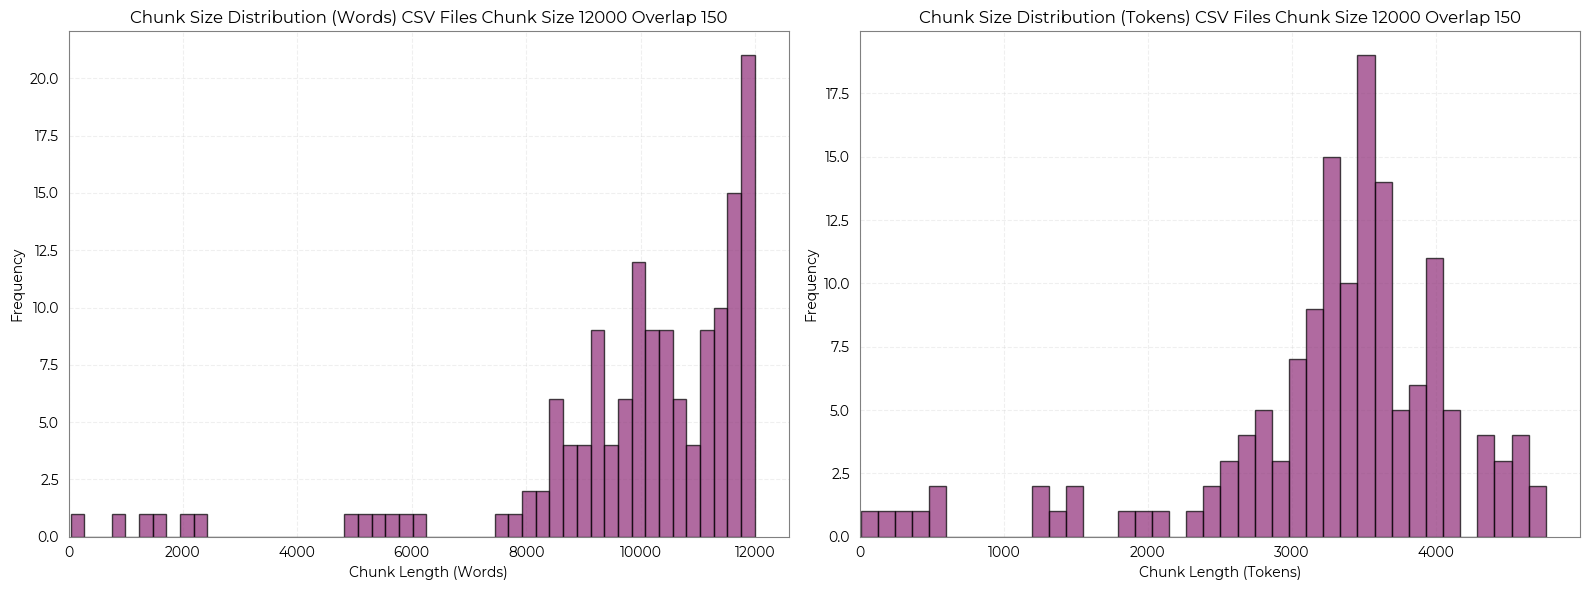 Chunk Size Distribution (Words) CSV Files Chunk Size 12000 Overlap 150
20.0
17.5
15.0
12.5
10.0
7.5
5.0
2.5
0.0
Frequency
0 2000 4000 6000 8000 10000 12000
Chunk Length (Words)
Chunk Size Distribution (Tokens) CSV Files Chunk Size 12000 Overlap 150
17.5
15.0
12.5
10.0
7.5
5.0
2.5
0.0
Frequency
0 1000 2000 3000 4000
Chunk Length (Tokens)